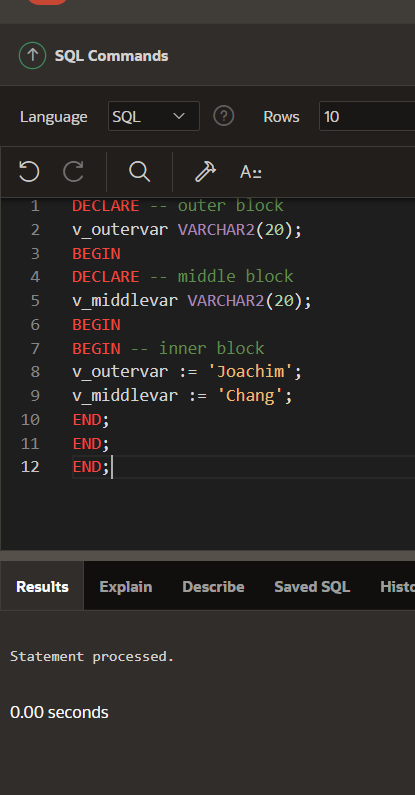 SQL Commands
Language SQL Rows 10
A::
1 DECLARE -- outer block
2 v_outervar VARCHAR2(20);
3 BEGIN
4 DECLARE -- middle block
5 v_middlevar VARCHAR2(20);
6 BEGIN
7 BEGIN -- inner block
8 v_outervar := 'Joachim';
9 v_middlevar := 'Chang';
10 END;
11 END;
12 END;
Results Explain Describe Saved SQL Histo
Statement processed.
0.00 seconds